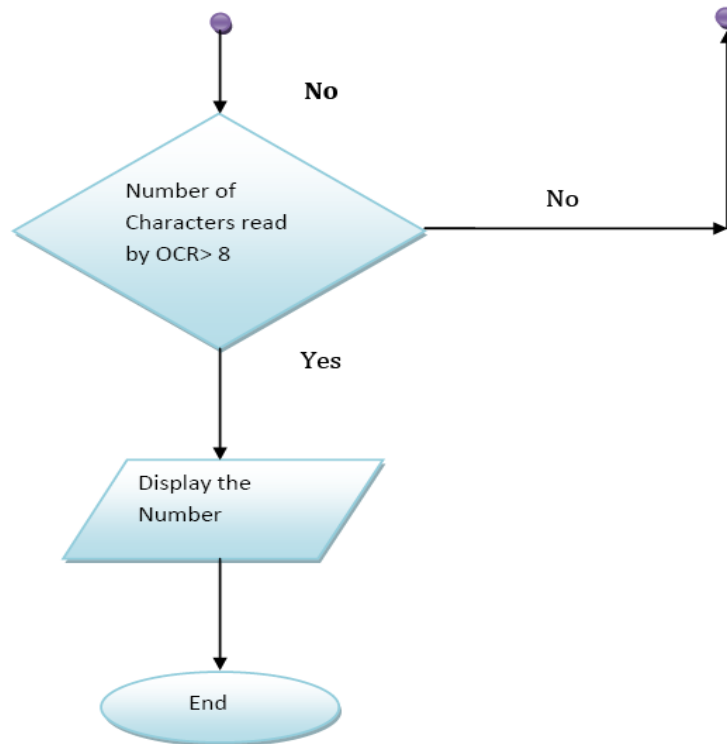 No
Number of
Characters read
by OCR> 8
No
Yes
Display the
Number
End